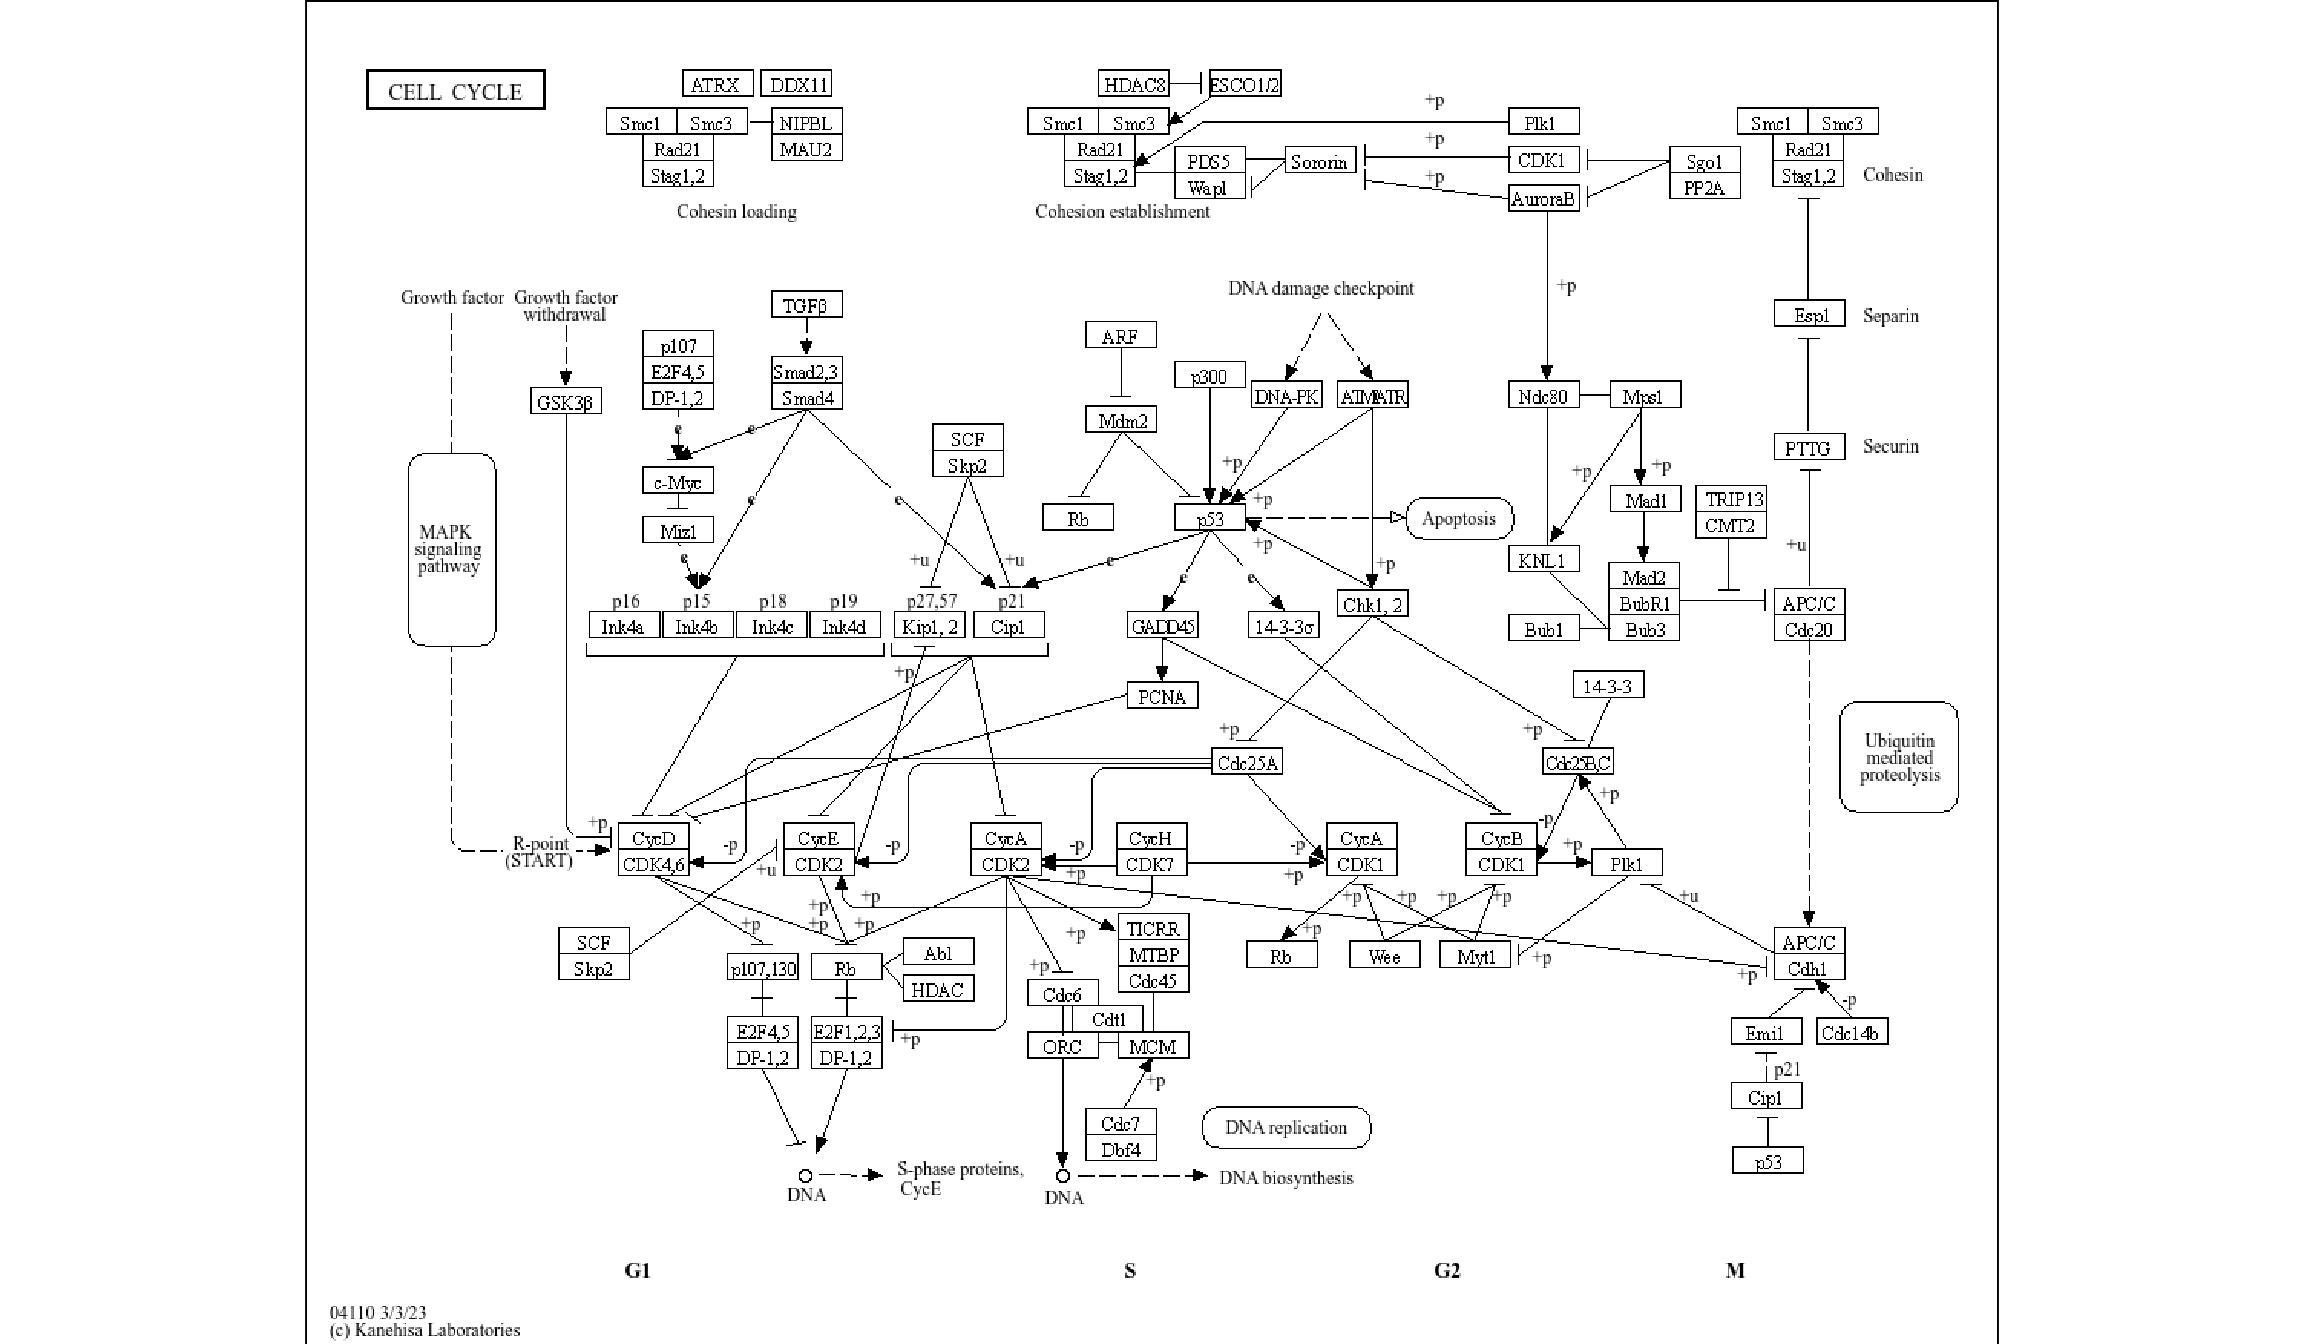 CELL CYCLE
ATRX
DDX11
Smc1
Smc3
NIPBL
Rad21
MAU2
Stag1,2
Cohesin loading
HDAC8
ESCO1/2
Smc1
Smc3
Rad21
Stag1,2
PDS5
Wapl
Sororin
Cohesion establishment
+p
Plk1
+p
CDK1
+p
AuroraB
Sgo1
PP2A
Smc1
Smc3
Rad21
Stag1,2
Cohesin
+p
Esp1
Separin
PTTG
Securin
+u
Growth factor
Growth factor
withdrawal
GSK3β
MAPK
signaling
pathway
TGFβ
Smad2,3
Smad4
p107
E2F4,5
DP-1,2
e
e
c-Myc
e
e
Miz1
e
SCF
Skp2
+u
+u
p16
Ink4a
p15
Ink4b
p18
Ink4c
p19
Ink4d
p27,57
Kip1, 2
p21
Cip1
+p
DNA damage checkpoint
ARF
p300
DNA-PK
ATMATR
Mdm2
+p
+p
Rb
p53
Apoptosis
+p
+p
e
e
e
Chk1, 2
GADD45
14-3-3σ
PCNA
Ndc80
Mps1
+p
+p
Mad1
TRIP13
CMT2
KNL1
Mad2
BubR1
Bub3
Bub1
APC/C
Cdc20
14-3-3
+p
+p
Cdc25A
Cdc25B,C
+p
Ubiquitin
mediated
proteolysis
R-point
(START)
+p
CycD
CDK4,6
-p
+u
CycE
CDK2
-p
CycA
CDK2
-p
+p
CycH
CDK7
-p
+p
CycA
CDK1
CycB
CDK1
-p
+p
Plk1
+p
+p
+p
+p
+p
+p
+p
+p
+p
+p
+u
SCF
Skp2
p107,130
Rb
Abl
HDAC
+p
+p
TICRR
MTBP
Cdc45
Rb
Wee
Myt1
+p
+p
APC/C
Cdh1
E2F4,5
DP-1,2
E2F1,2,3
DP-1,2
+p
Cdc6
Cdt1
ORC
MCM
+p
Cdc7
Dbf4
-p
Emi1
Cdc14b
p21
Cip1
p53
DNA replication
DNA
S-phase proteins,
CycE
DNA
DNA biosynthesis
G1
S
G2
M
04110 3/3/23
(c) Kanehisa Laboratories